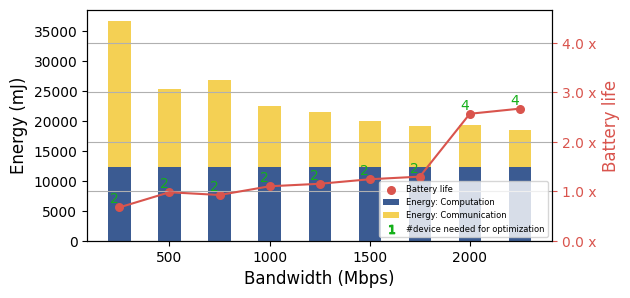 Energy (mJ)
35000
30000
25000
20000
15000
10000
5000
0
4.0 x
3.0 x
2.0 x
1.0 x
0.0 x
Battery life
2
2
2
2
2
2
2
4
4
Battery life
Energy: Computation
Energy: Communication
1 #device needed for optimization
500 1000 1500 2000
Bandwidth (Mbps)